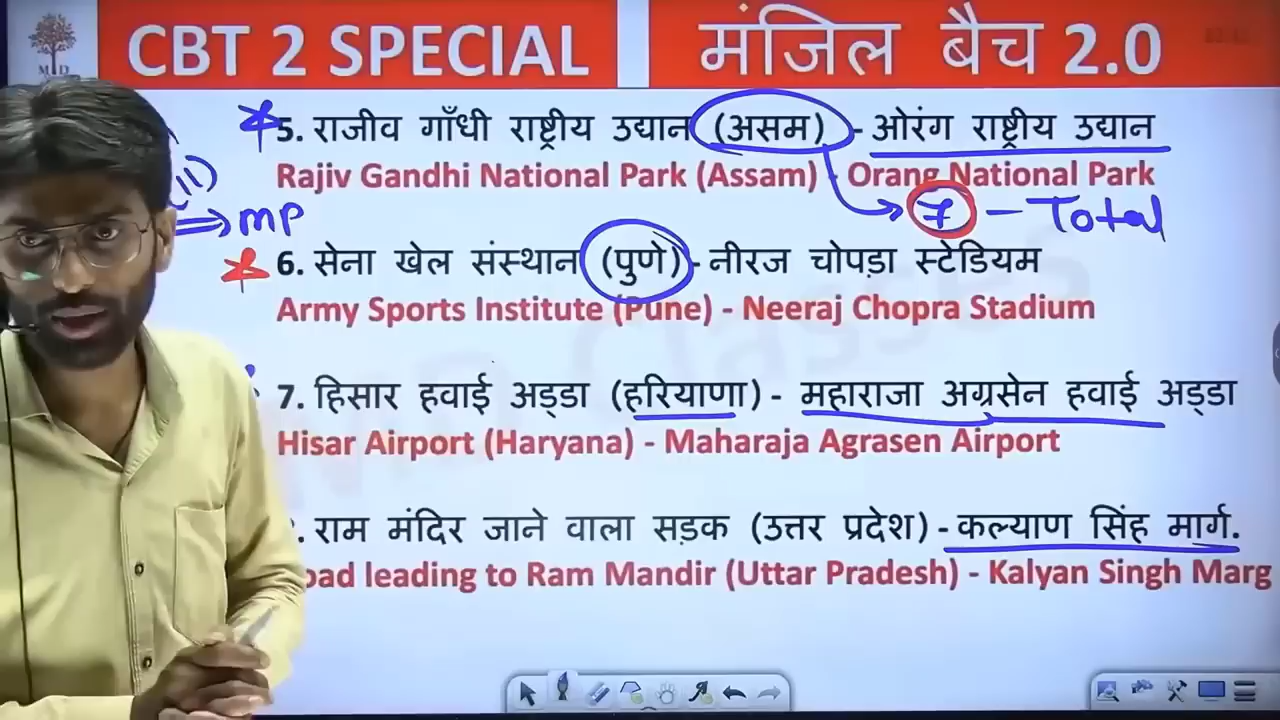 CBT 2 SPECIAL मंजिल बैच 2.0
5. राजीव गाँधी राष्ट्रीय उद्यान (असम) - ओरंग राष्ट्रीय उद्यान
Rajiv Gandhi National Park (Assam) - Orang National Park
11)
MP
7 - Total
6. सेना खेल संस्थान (पुणे) - नीरज चोपड़ा स्टेडियम
Army Sports Institute (Pune) - Neeraj Chopra Stadium
7. हिसार हवाई अड्डा (हरियाणा) - महाराजा अग्रसेन हवाई अड्डा
Hisar Airport (Haryana) - Maharaja Agrasen Airport
. राम मंदिर जाने वाला सड़क (उत्तर प्रदेश) - कल्याण सिंह मार्ग.
oad leading to Ram Mandir (Uttar Pradesh) - Kalyan Singh Marg